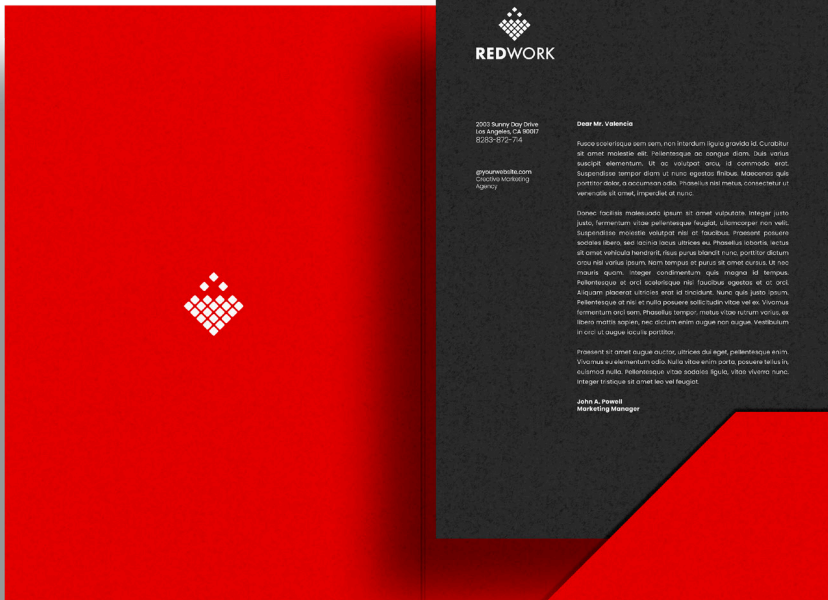 REDWORK
2003 Sunny Day Drive
Los Angeles, CA 90017
8283-872-714
@yourwebsite.com
Creative Marketing
Agency
Dear Mr. Valencia
Fusce scelerisque sem sem, non interdum ligula gravida id. Curabitur
sit amet molestie elit. Pellentesque ac congue diam. Duis varius
suscipit elementum. Ut ac volutpat arcu, id commodo erat.
Suspendisse tempor diam ut nunc egestas finibus. Maecenas quis
porttitor dolor, a accumsan odio. Phasellus nisl metus, consectetur ut
venenatis sit amet, imperdiet at nunc.
Donec facilisis malesuada ipsum sit amet vulputate. Integer justo
justo, fermentum vitae pellentesque feugiat, ullamcorper non velit.
Suspendisse molestie volutpat nisl at faucibus. Praesent posuere
sodales libero, sed lacinia lacus ultrices eu. Phasellus lobortis, lectus
sit amet vehicula hendrerit, risus purus blandit nunc, porttitor dictum
arcu nisl varius ipsum. Nam tempus et purus sit amet cursus. Ut nec
mauris quam. Integer condimentum quis magna id tempus.
Pellentesque et orci scelerisque nisl faucibus egestas et at orci.
Aliquam placerat ultricies erat id tincidunt. Nunc quis justo ipsum.
Pellentesque at nisl et nulla posuere sollicitudin vitae vel ex. Vivamus
fermentum orci sem. Phasellus tempor, metus vitae rutrum varius, ex
libero mattis sapien, nec dictum enim augue non augue. Vestibulum
in orci ut augue iaculis porttitor.
Praesent sit amet augue auctor, ultrices dui eget, pellentesque enim.
Vivamus eu elementum odio. Nulla vitae enim porta, posuere tellus in,
euismod nulla. Pellentesque vitae sodales ligula, vitae viverra nunc.
Integer tristique sit amet leo vel feugiat.
John A. Powell
Marketing Manager